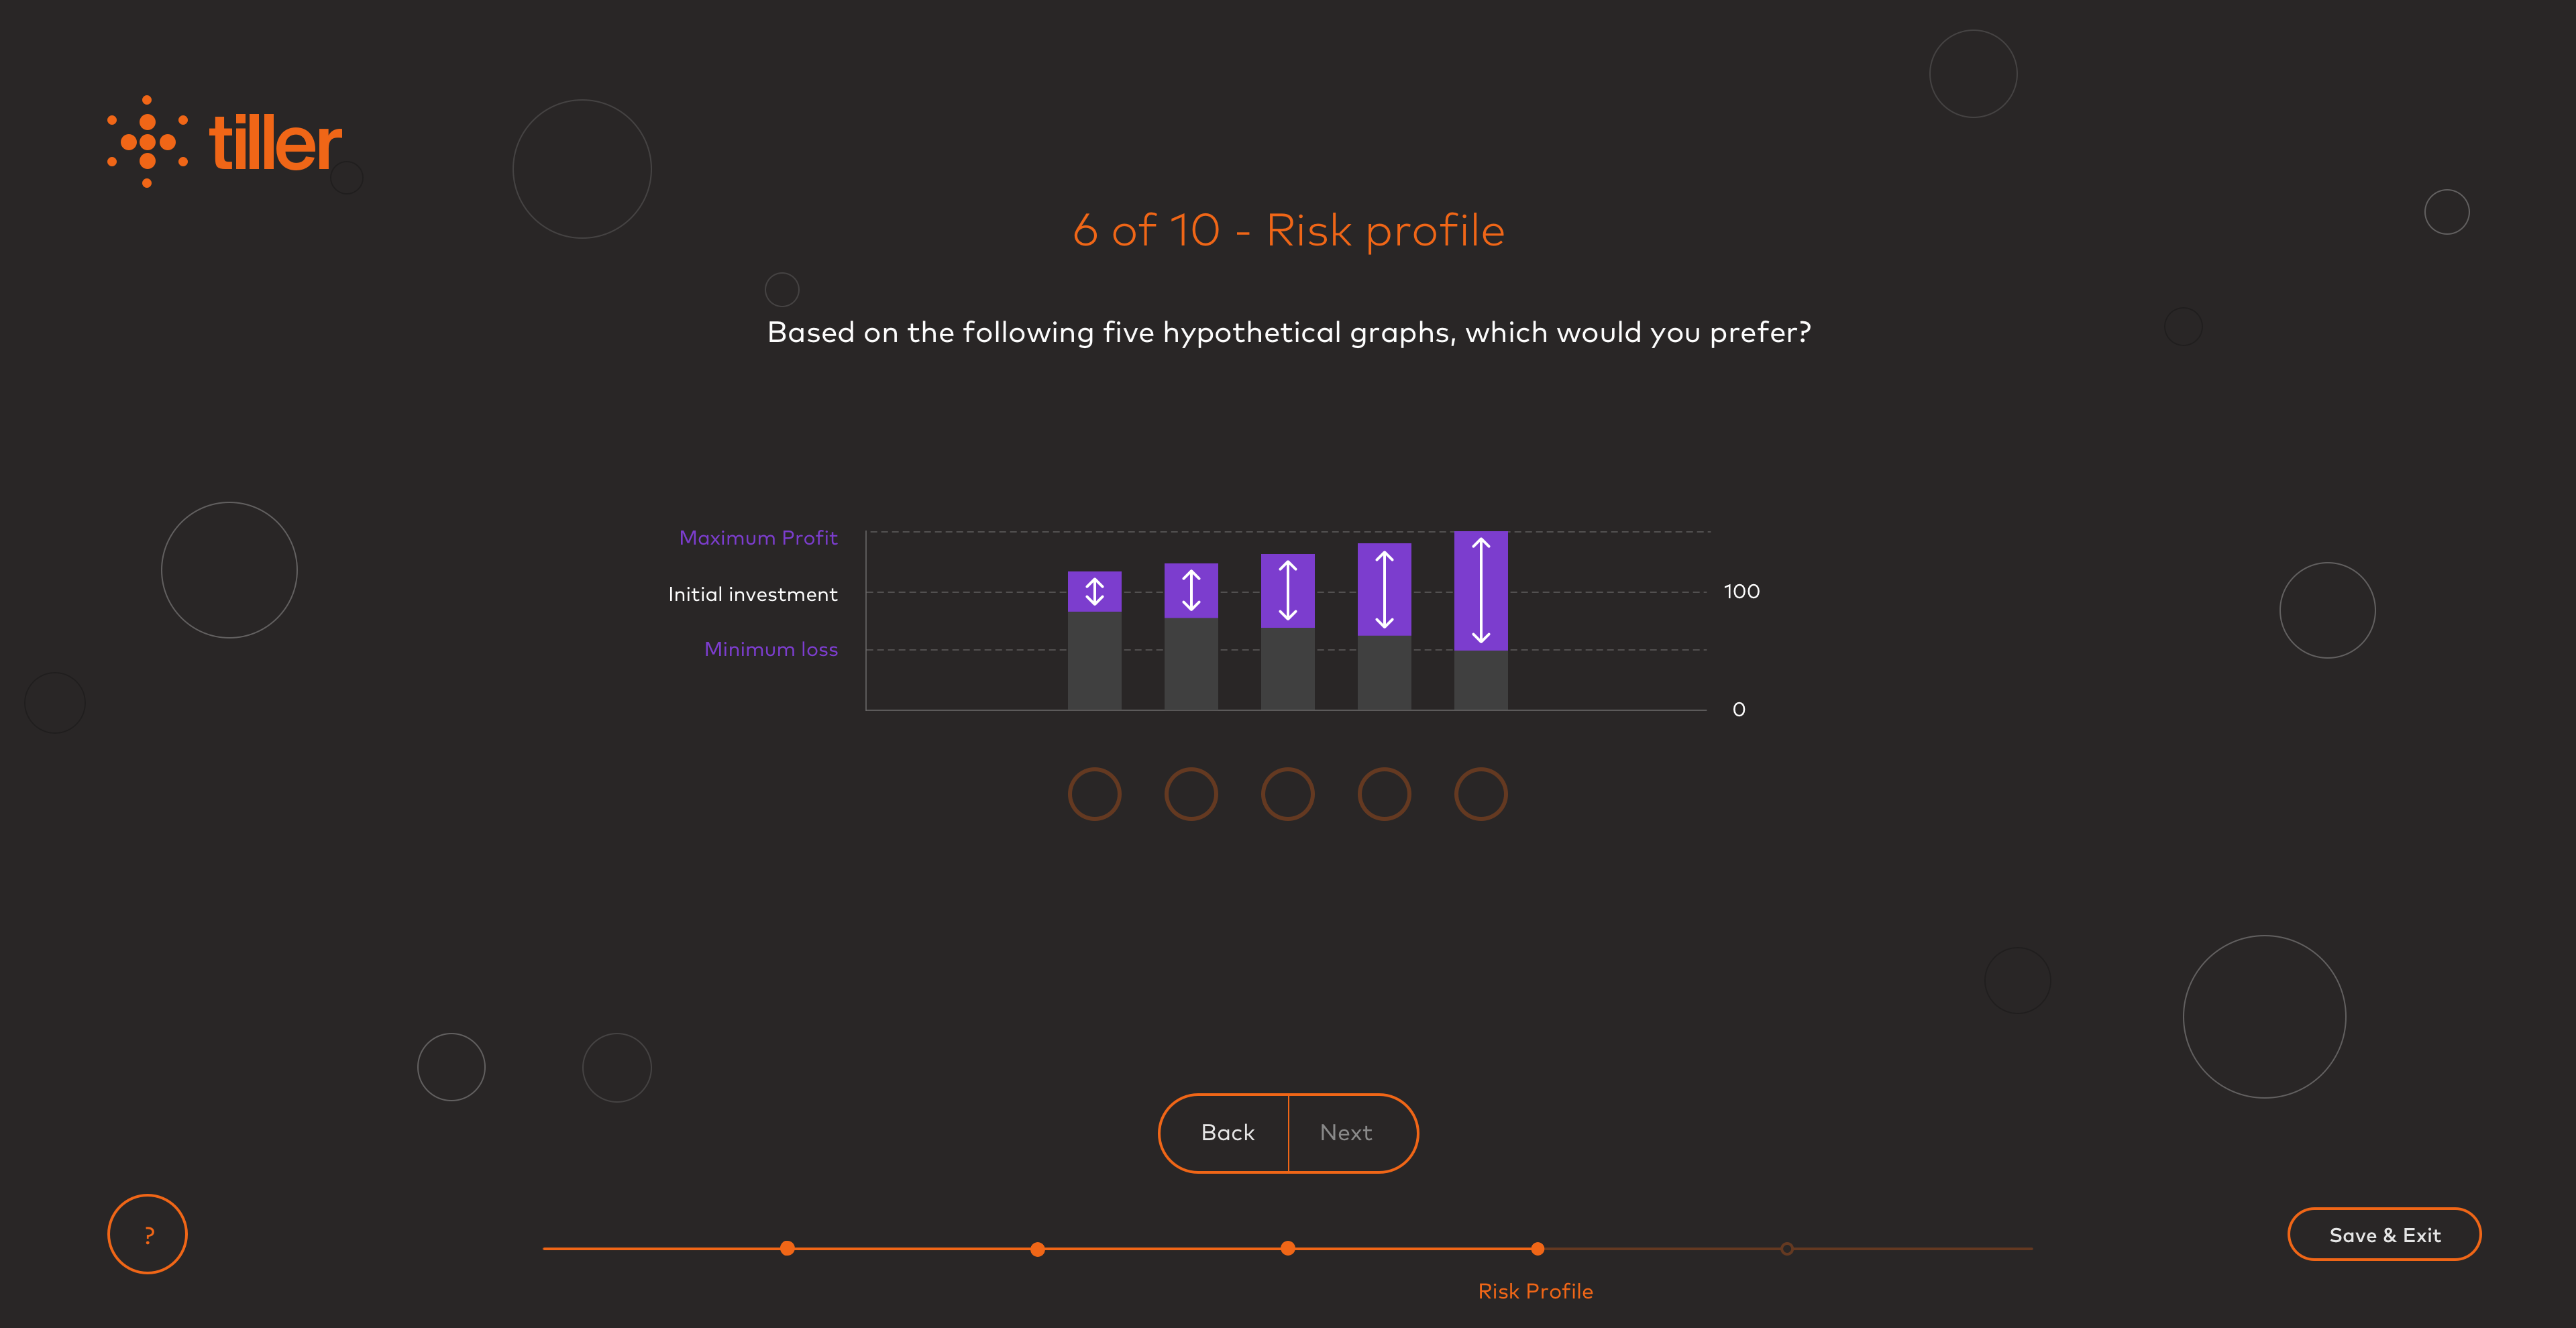 tiller
6 of 10 - Risk profile
Based on the following five hypothetical graphs, which would you prefer?
Maximum Profit
Initial investment
100
Minimum loss
0
Back
Next
?
Save & Exit
Risk Profile